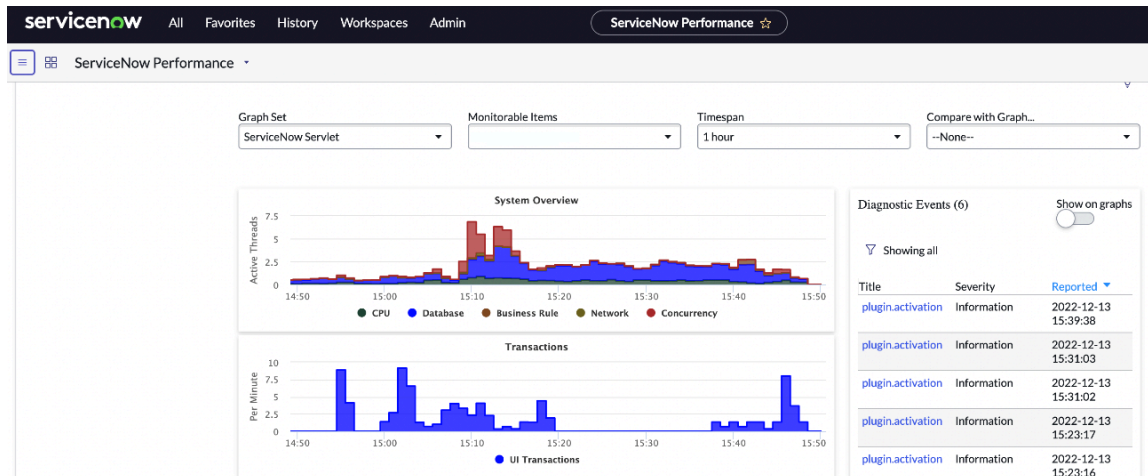 servicenow All Favorites History Workspaces Admin ServiceNow Performance
ServiceNow Performance
Graph Set Monitorable Items Timespan Compare with Graph...
ServiceNow Servlet 1 hour --None--
System Overview
Active Threads
7.5
5
2.5
0
14:50 15:00 15:10 15:20 15:30 15:40 15:50
CPU Database Business Rule Network Concurrency
Transactions
Per Minute
10
7.5
5
2.5
0
14:50 15:00 15:10 15:20 15:30 15:40 15:50
UI Transactions
Diagnostic Events (6) Show on graphs
Showing all
Title Severity Reported
plugin.activation Information 2022-12-13
15:39:38
plugin.activation Information 2022-12-13
15:31:03
plugin.activation Information 2022-12-13
15:31:02
plugin.activation Information 2022-12-13
15:23:17
plugin.activation Information 2022-12-13
15:23:16